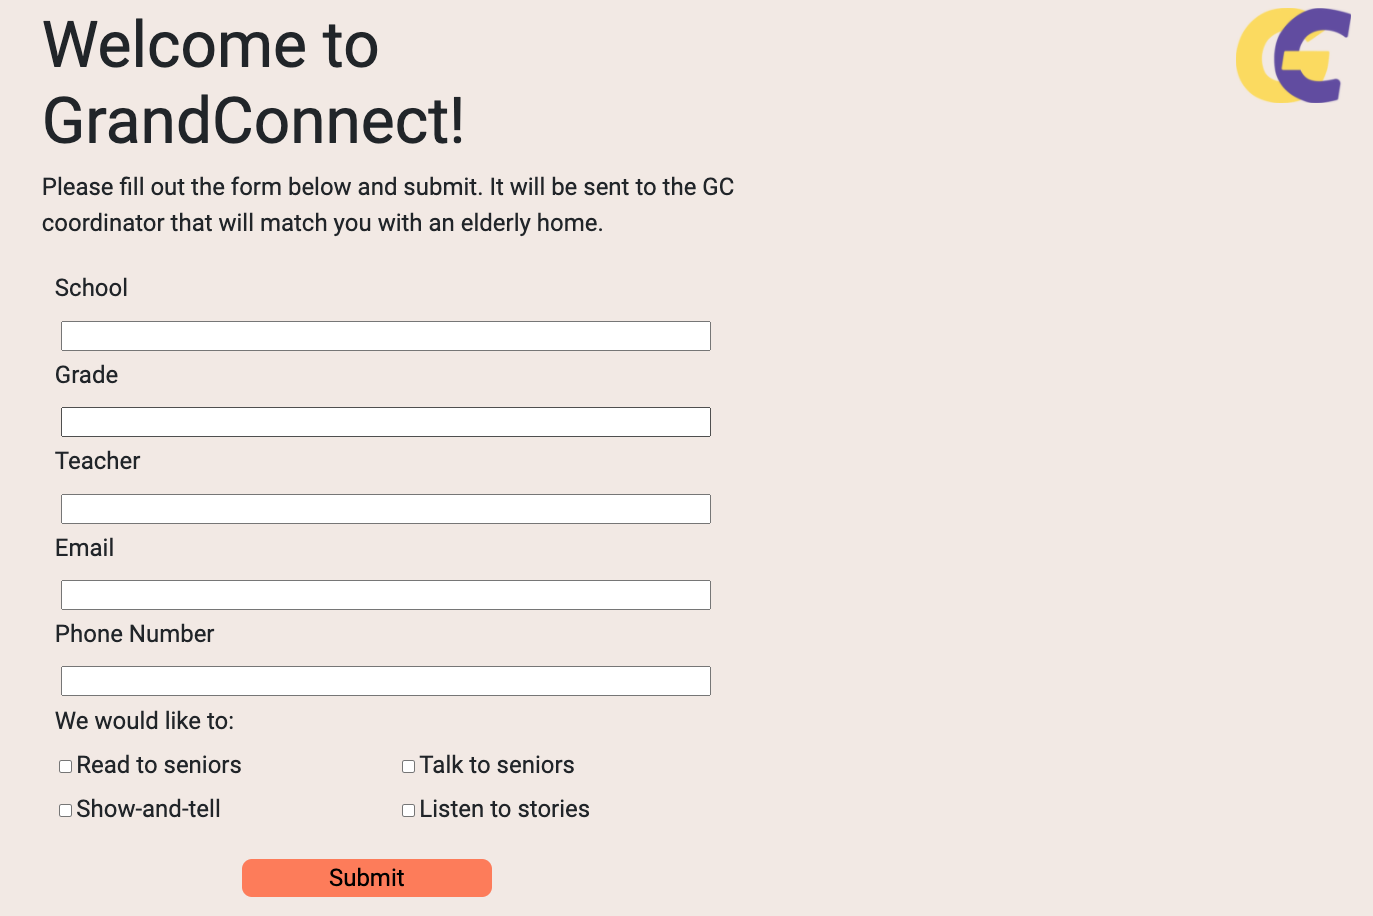 Welcome to
GrandConnect!
Please fill out the form below and submit. It will be sent to the GC
coordinator that will match you with an elderly home.
School
Grade
Teacher
Email
Phone Number
We would like to:
Read to seniors
Talk to seniors
Show-and-tell
Listen to stories
Submit
GC